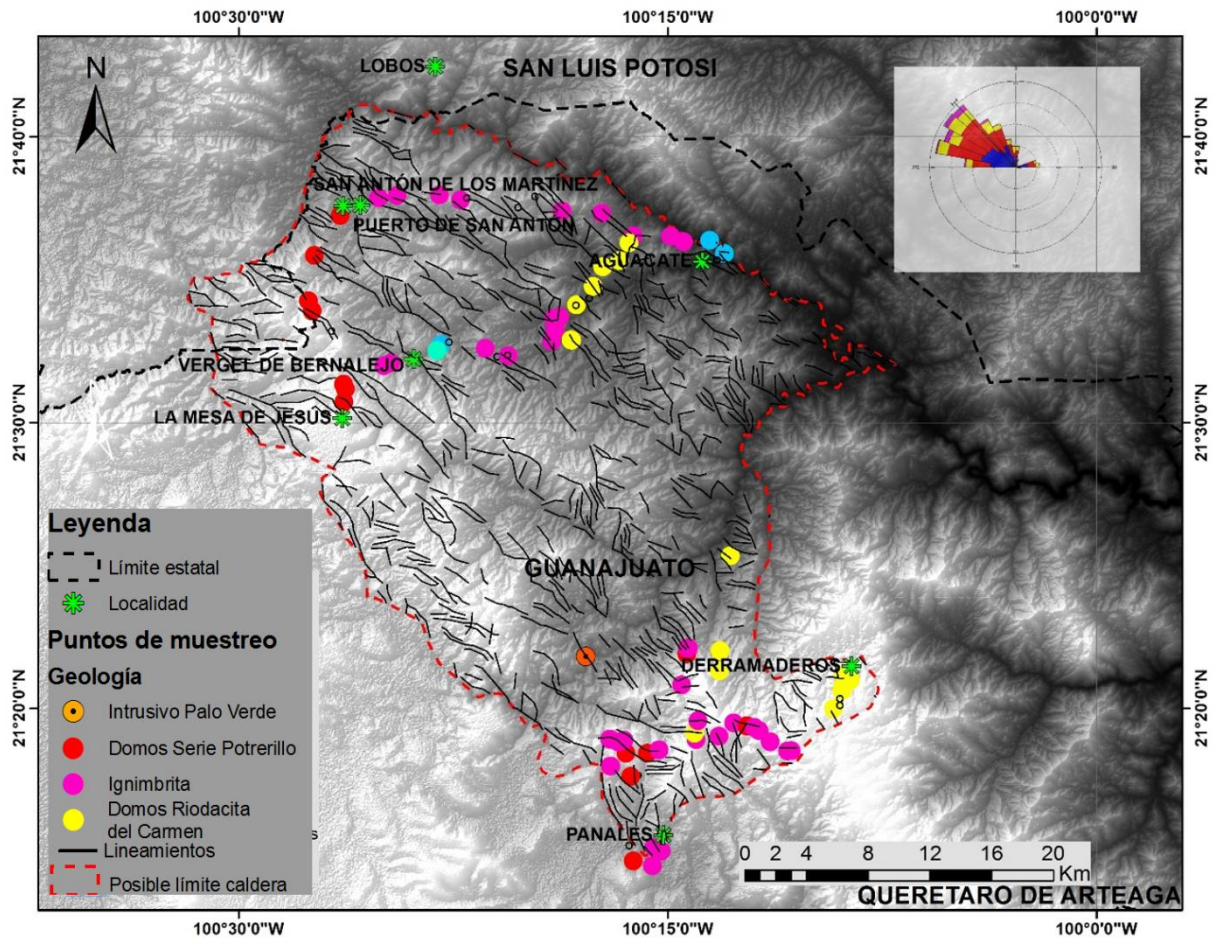 100°30'0"W
100°15'0"W
100°0'0"W
N
LOBOS
SAN LUIS POTOSI
21°40'0"N
21°40'0"N
SAN ANTÓN DE LOS MARTÍNEZ
PUERTO DE SAN ANTÓN
AGUACATE
VERGEL DE BERNALEJO
LA MESA DE JESÚS
21°30'0"N
21°30'0"N
GUANAJUATO
DERRAMADEROS
21°20'0"N
21°20'0"N
PANALES
Leyenda
Límite estatal
Localidad
Puntos de muestreo
Geología
Intrusivo Palo Verde
Domos Serie Potrerillo
Ignimbrita
Domos Riodacita
del Carmen
Lineamientos
Posible límite caldera
s
0 2 4 8 12 16 20
Km
QUERETARO DE ARTEAGA
100°30'0"W
100°15'0"W
100°0'0"W